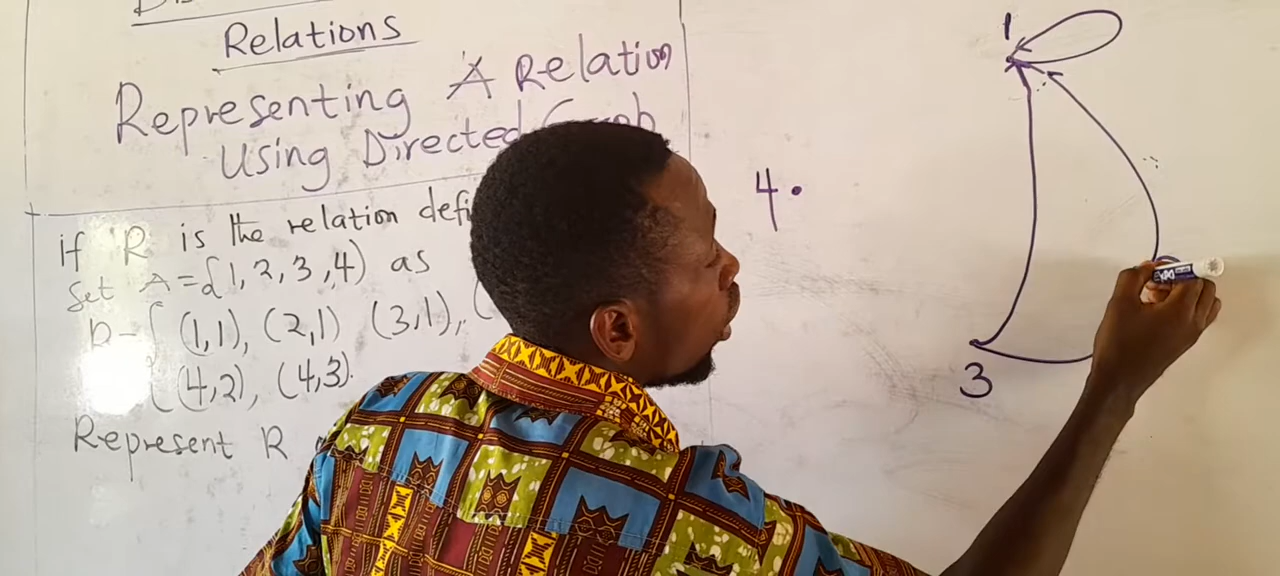 Relations
Representing A Relation
Using Directed
If R is the relation
Set A={1,2,3,4) as
(1,1), (2,1) (3,1), (
(4,2), (4,3).
Represent R
1
4
3